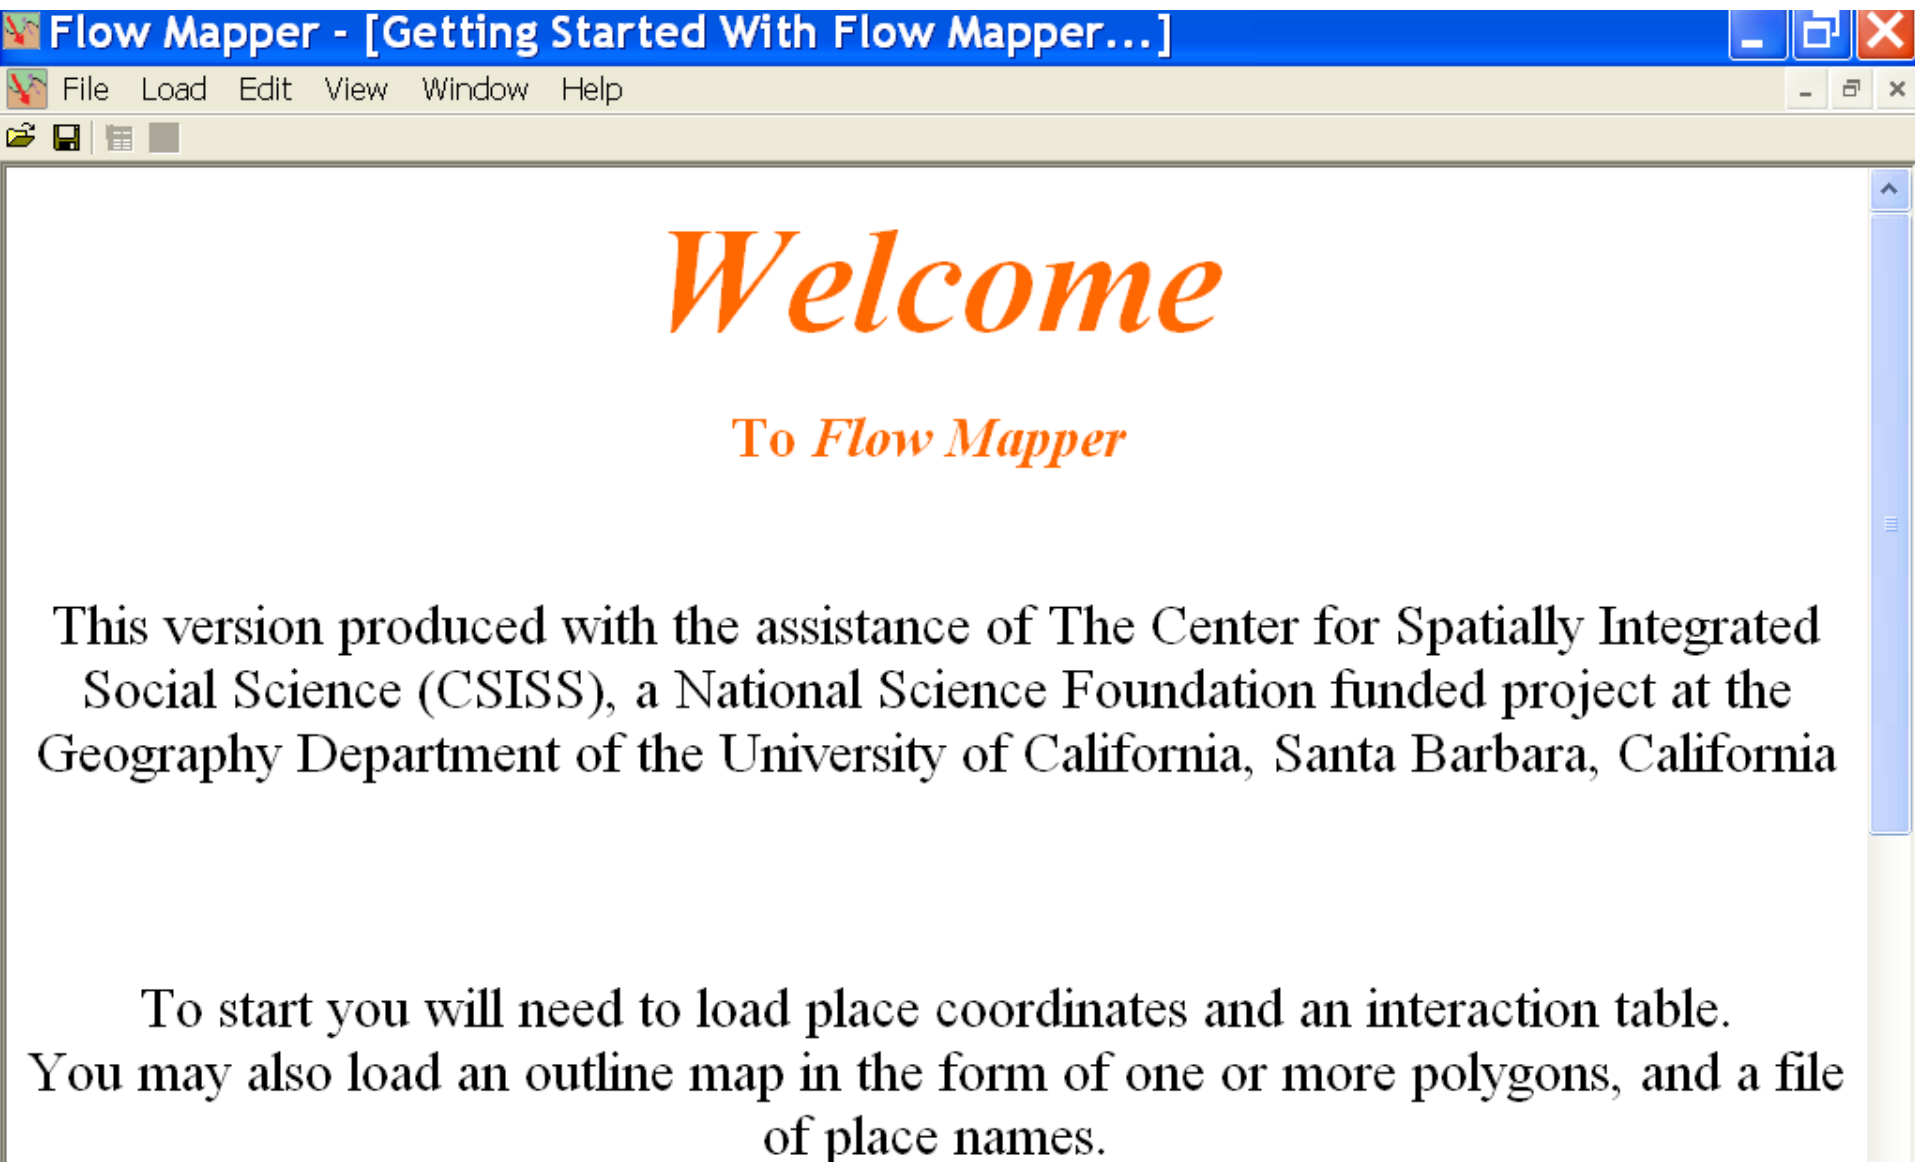 Flow Mapper - [Getting Started With Flow Mapper...]
File Load Edit View Window Help
Welcome
To Flow Mapper
This version produced with the assistance of The Center for Spatially Integrated
Social Science (CSISS), a National Science Foundation funded project at the
Geography Department of the University of California, Santa Barbara, California
To start you will need to load place coordinates and an interaction table.
You may also load an outline map in the form of one or more polygons, and a file
of place names.